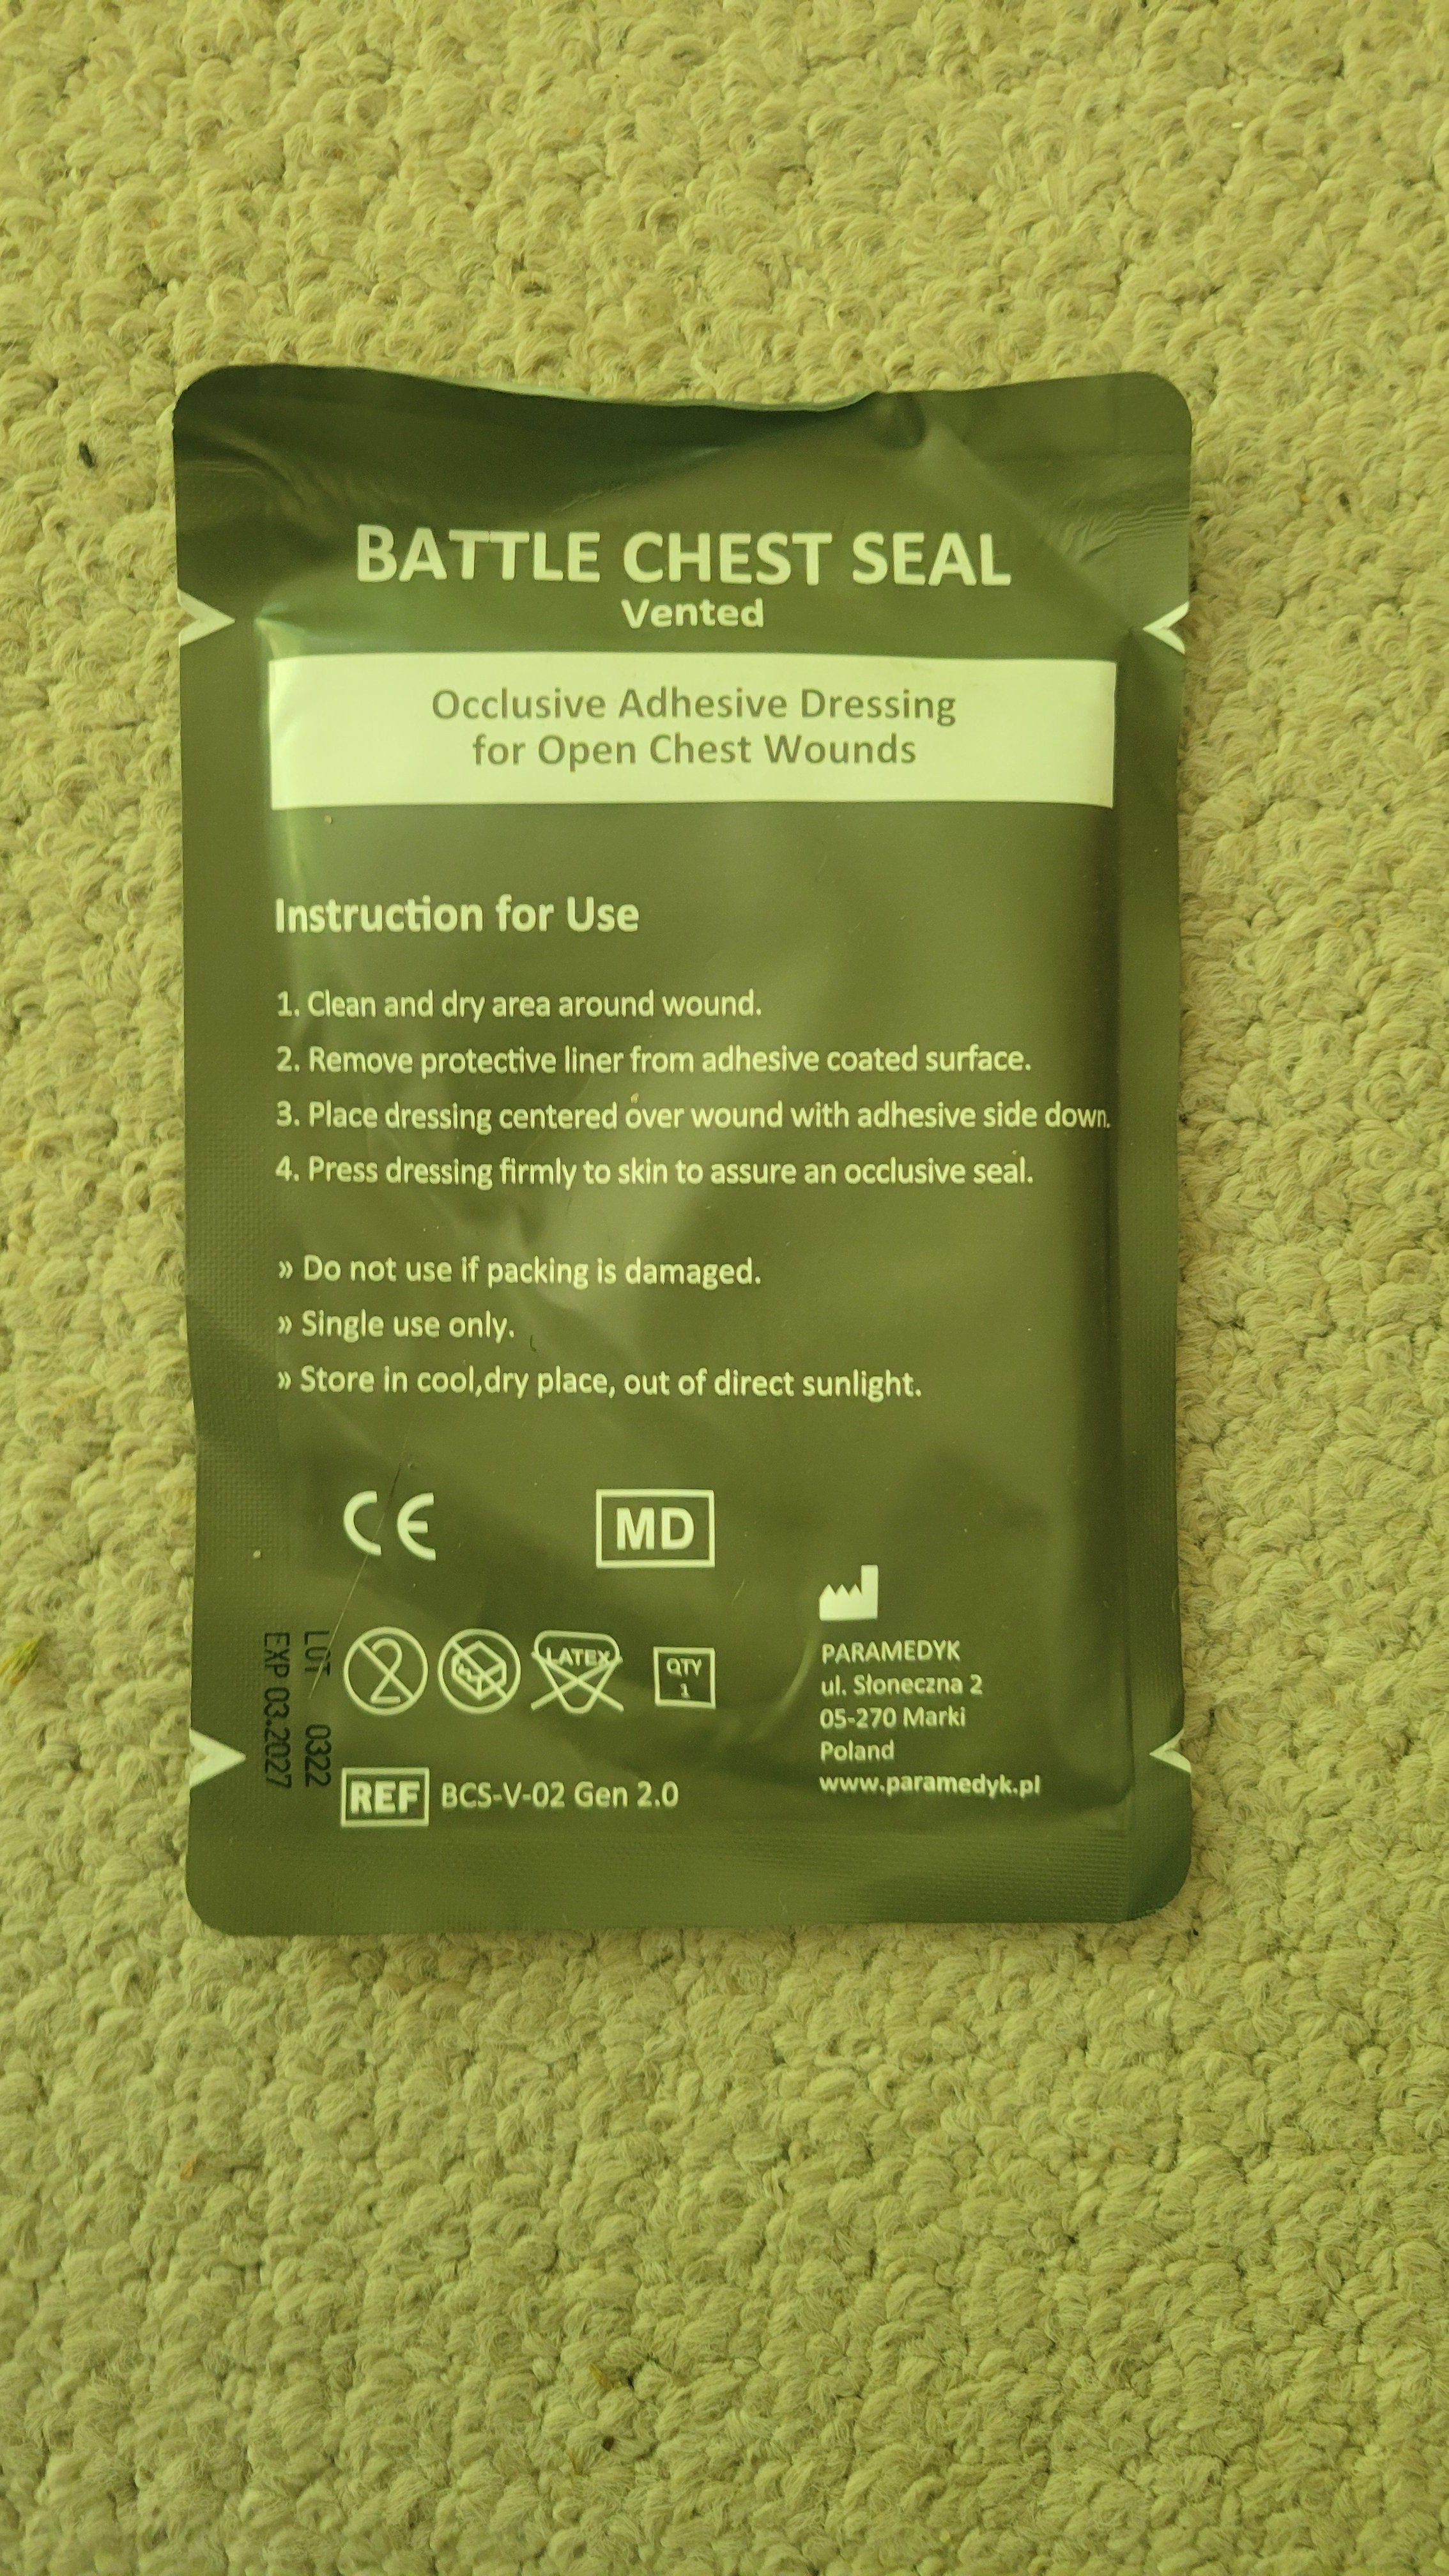 BATTLE CHEST SEAL
Vented
Occlusive Adhesive Dressing
for Open Chest Wounds
Instruction for Use
1. Clean and dry area around wound.
2. Remove protective liner from adhesive coated surface.
3. Place dressing centered over wound with adhesive side down.
4. Press dressing firmly to skin to assure an occlusive seal.
» Do not use if packing is damaged.
» Single use only.
» Store in cool,dry place, out of direct sunlight.
CE
MD
2
LATEX
QTY
1
PARAMEDYK
ul. Słoneczna 2
05-270 Marki
Poland
www.paramedyk.pl
REF BCS-V-02 Gen 2.0
LOT 0322
EXP 03.2027